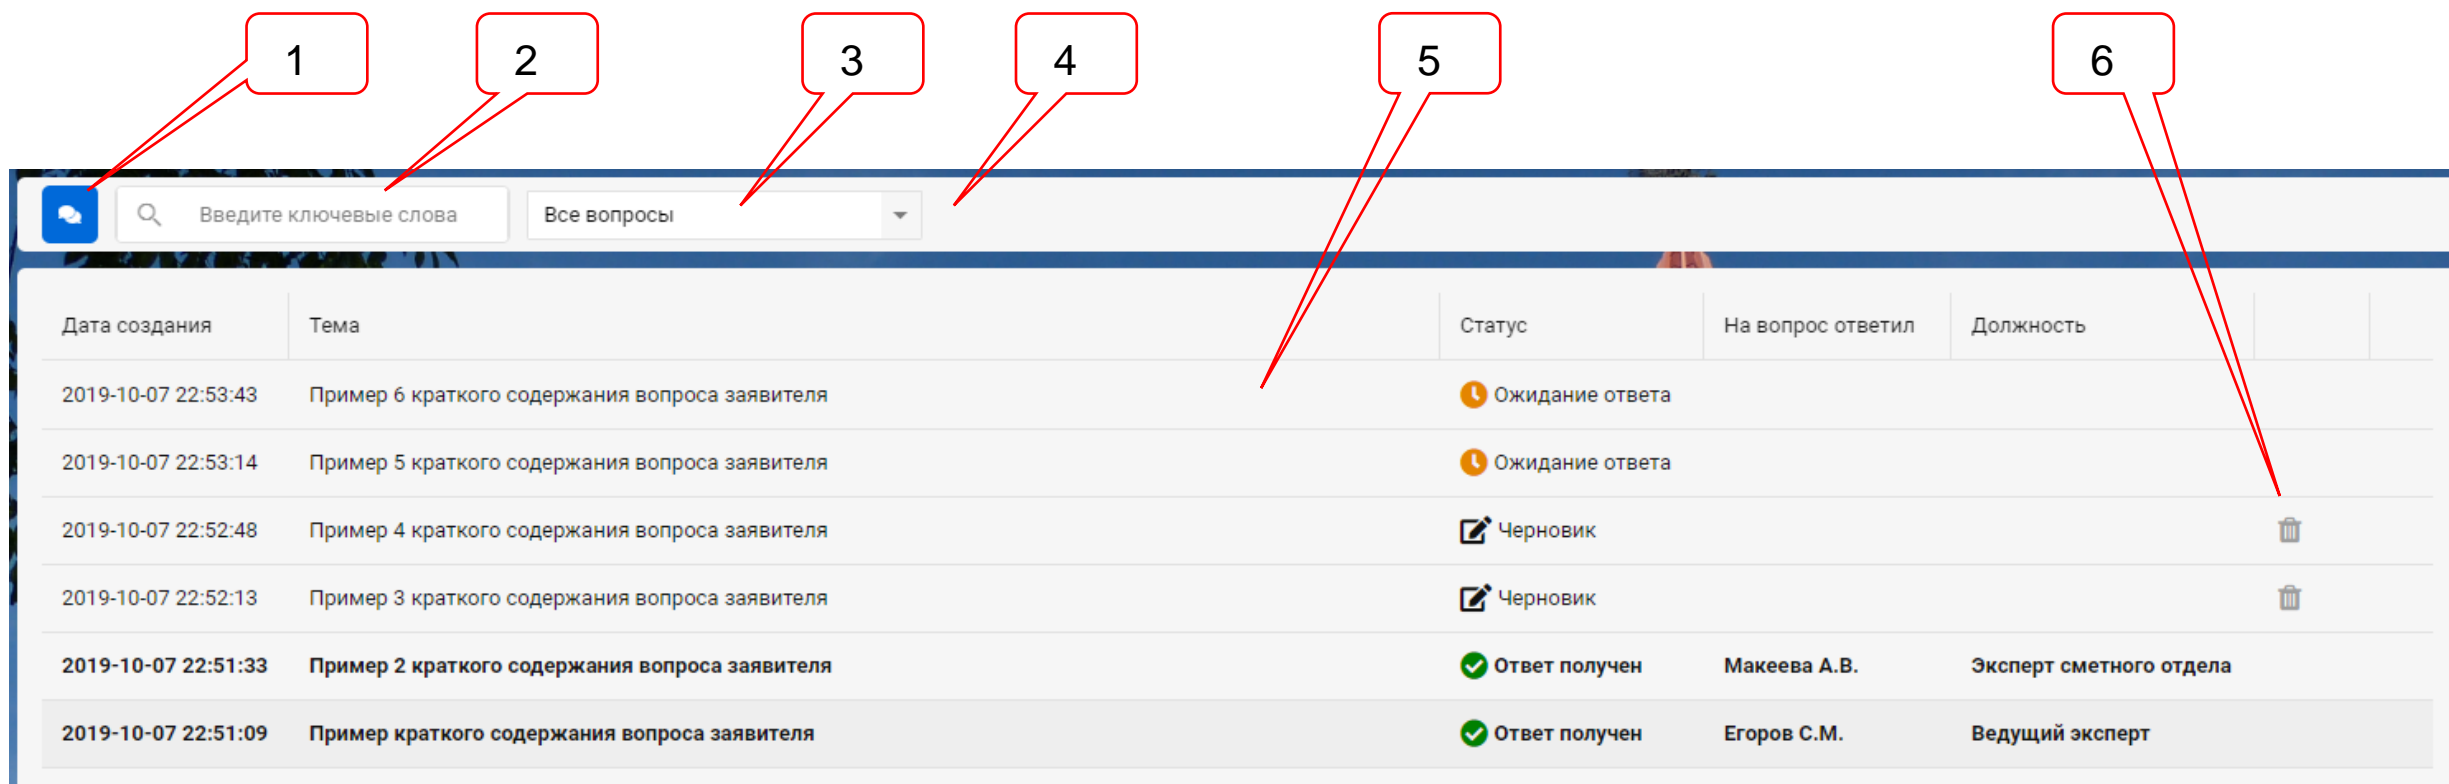 1 2 3 4 5 6
Введите ключевые слова Все вопросы
Дата создания Тема Статус На вопрос ответил Должность
2019-10-07 22:53:43 Пример 6 краткого содержания вопроса заявителя Ожидание ответа
2019-10-07 22:53:14 Пример 5 краткого содержания вопроса заявителя Ожидание ответа
2019-10-07 22:52:48 Пример 4 краткого содержания вопроса заявителя Черновик
2019-10-07 22:52:13 Пример 3 краткого содержания вопроса заявителя Черновик
2019-10-07 22:51:33 Пример 2 краткого содержания вопроса заявителя Ответ получен Макеева А.В. Эксперт сметного отдела
2019-10-07 22:51:09 Пример краткого содержания вопроса заявителя Ответ получен Егоров С.М. Ведущий эксперт